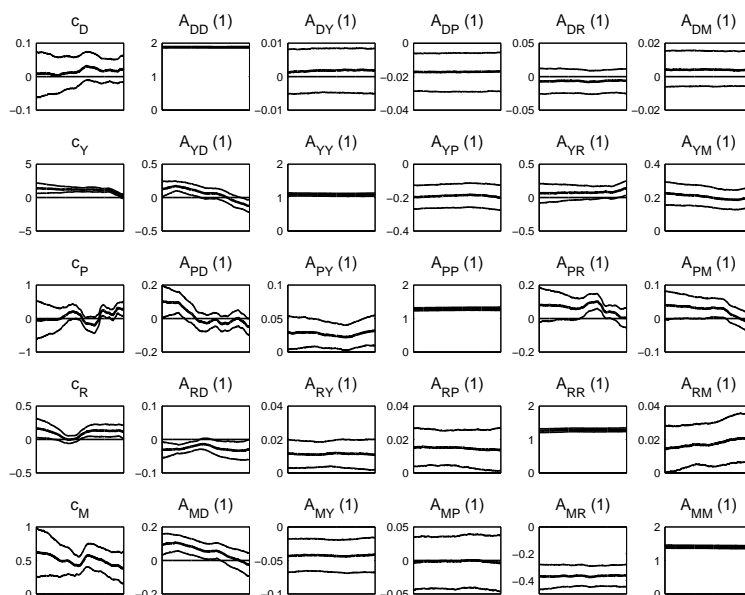 c_D A_DD (1) A_DY (1) A_DP (1) A_DR (1) A_DM (1)
0.1 2 0.01 0 0.05 0.02
0 1 0 −0.02 0 0
−0.1 0 −0.01 −0.04 −0.05 −0.02
c_Y A_YD (1) A_YY (1) A_YP (1) A_YR (1) A_YM (1)
5 0.5 2 0 0.5 0.4
0 0 1 −0.2 0 0.2
−5 −0.5 0 −0.4 −0.5 0
c_P A_PD (1) A_PY (1) A_PP (1) A_PR (1) A_PM (1)
1 0.2 0.1 2 0.2 0.1
0 0 0.05 1 0 0
−1 −0.2 0 0 −0.2 −0.1
c_R A_RD (1) A_RY (1) A_RP (1) A_RR (1) A_RM (1)
0.5 0.1 0.04 0.04 2 0.04
0 0 0.02 0.02 1 0.02
−0.5 −0.1 0 0 0 0
c_M A_MD (1) A_MY (1) A_MP (1) A_MR (1) A_MM (1)
1 0.2 0 0.05 0 2
0.5 0 −0.05 0 −0.2 1
0 −0.2 −0.1 −0.05 −0.4 0